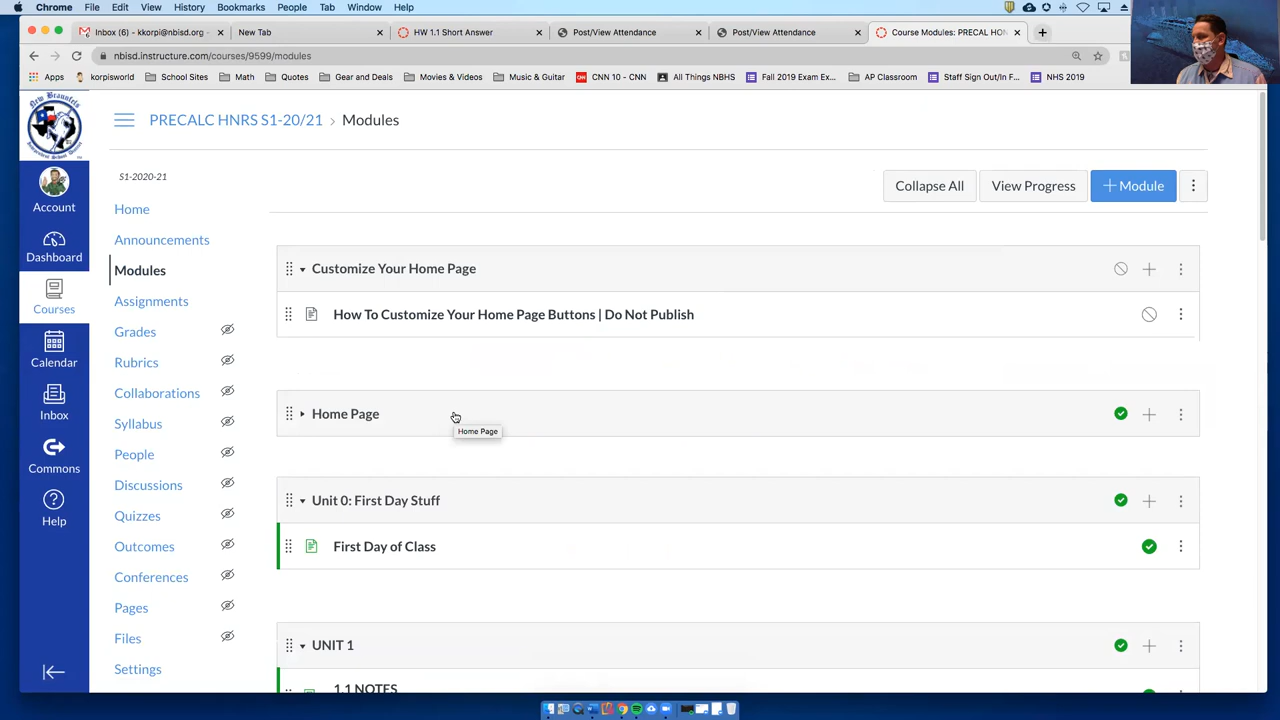 Chrome File Edit View History Bookmarks People Tab Window Help
Inbox (6) - kkorpi@nbisd.org - × New Tab × HW 1.1 Short Answer × Post/View Attendance × Post/View Attendance × Course Modules: PRECAL HON ×
nbisd.instructure.com/courses/9599/modules
Apps korpisworld School Sites Math Quotes Gear and Deals Movies & Videos Music & Guitar CNN 10 - CNN All Things NBHS Fall 2019 Exam Ex... AP Classroom Staff Sign Out/In F... NHS 2019
PRECALC HNRS S1-20/21 › Modules
S1-2020-21
Account
Dashboard
Courses
Calendar
Inbox
Commons
Help
Home
Announcements
Modules
Assignments
Grades
Rubrics
Collaborations
Syllabus
People
Discussions
Quizzes
Outcomes
Conferences
Pages
Files
Settings
Collapse All View Progress + Module
Customize Your Home Page
How To Customize Your Home Page Buttons | Do Not Publish
Home Page
Home Page
Unit 0: First Day Stuff
First Day of Class
UNIT 1
1.1 NOTES